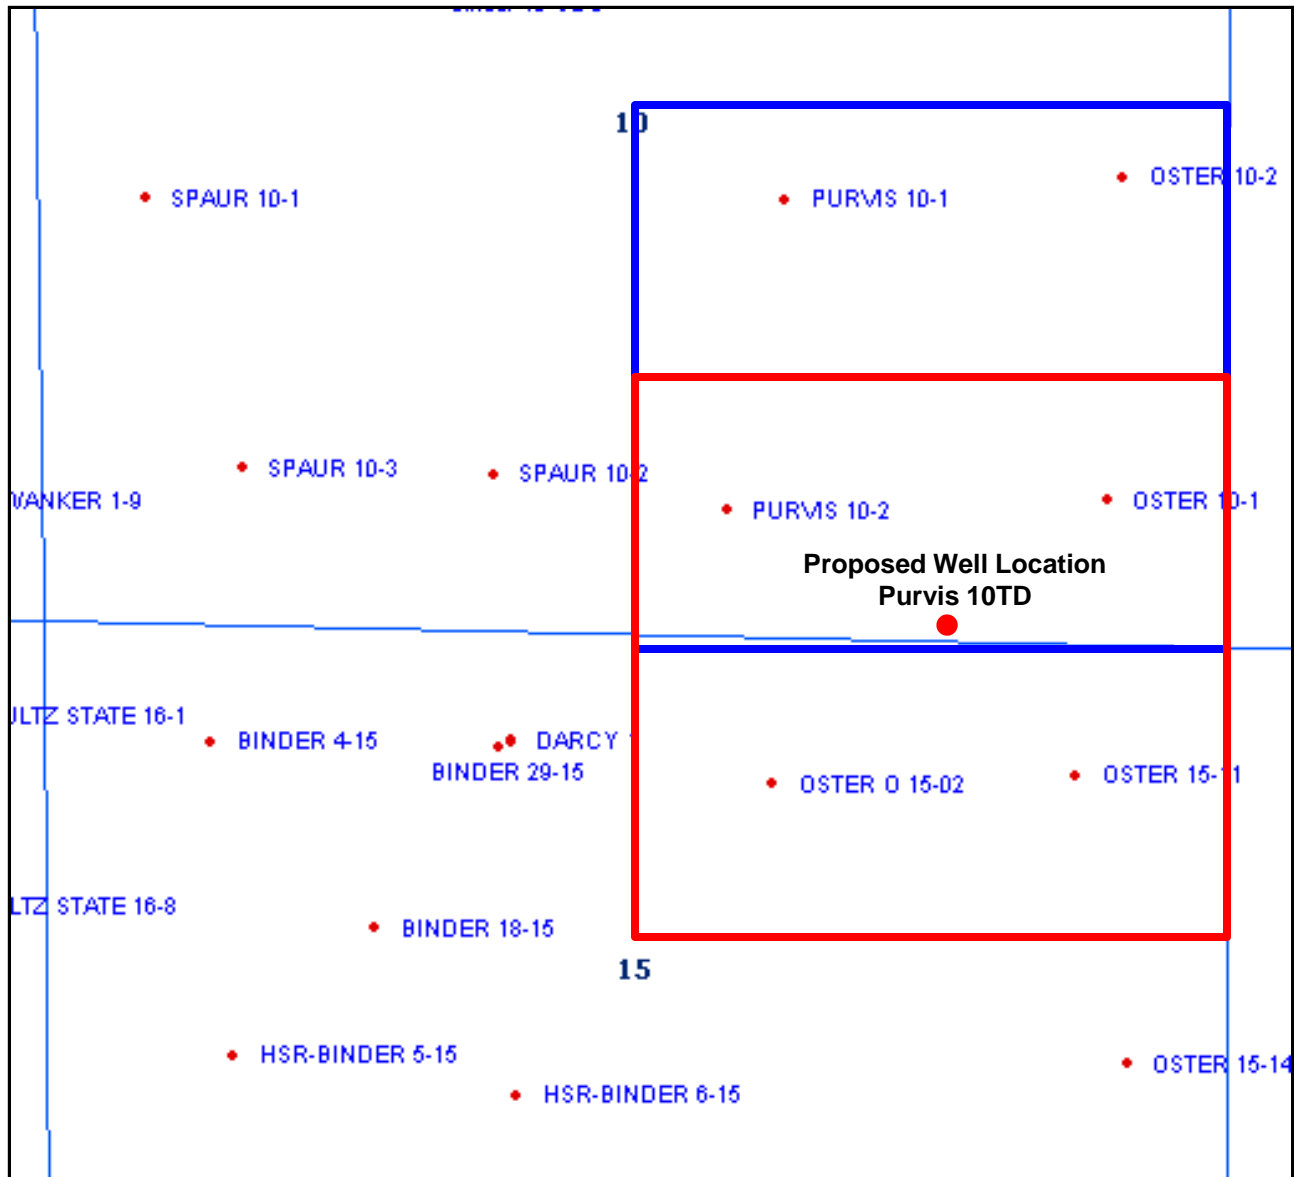 10
SPAUR 10-1
PURVIS 10-1
OSTER 10-2
SPAUR 10-3
SPAUR 10-2
VANKER 1-9
PURVIS 10-2
OSTER 10-1
Proposed Well Location
Purvis 10TD
ULTZ STATE 16-1
BINDER 4-15
DARCY
BINDER 29-15
OSTER O 15-02
OSTER 15-11
LTZ STATE 16-8
BINDER 18-15
15
HSR-BINDER 5-15
HSR-BINDER 6-15
OSTER 15-14